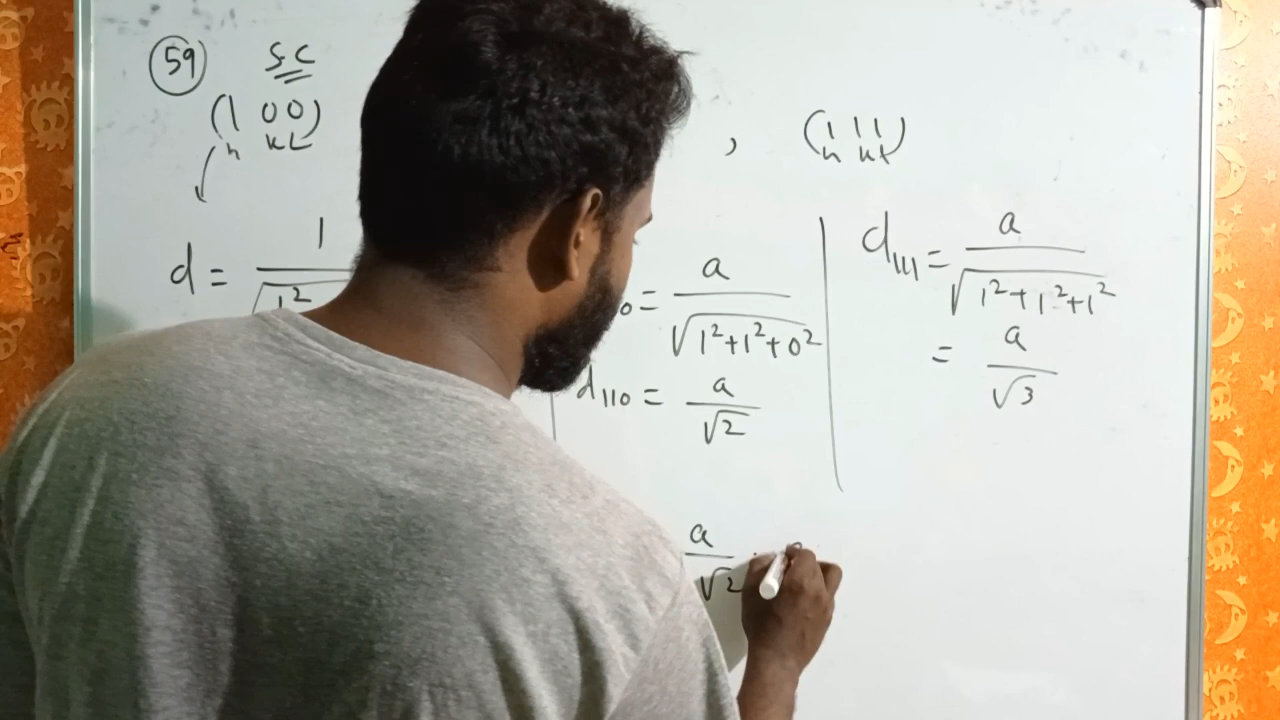 59 SC
(1 0 0)
h k l
, (1 1 1)
h k l
d = 1
√1²
0 = a
√1²+1²+0²
d110 = a
√2
d111 = a
√1²+1²+1²
= a
√3
a
√2